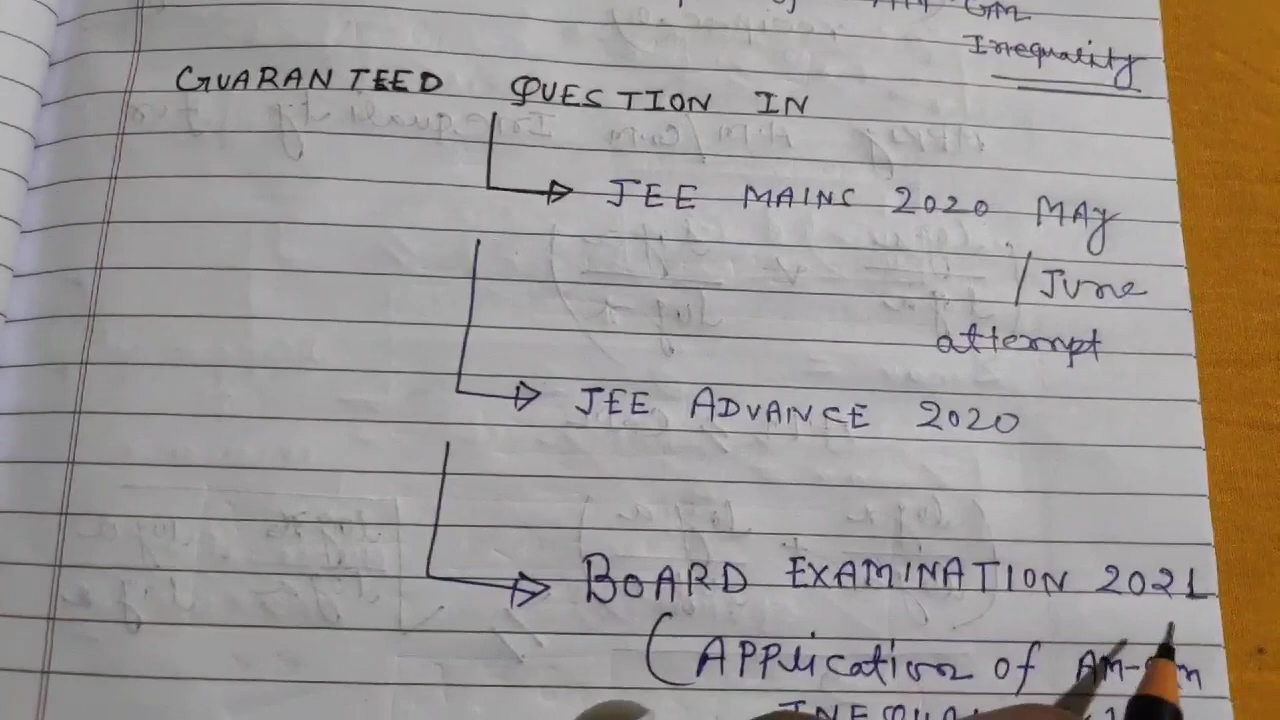 GM
Inequality
GUARANTEED QUESTION IN
JEE MAINS 2020 MAY
/June
attempt
JEE ADVANCE 2020
BOARD EXAMINATION 2021
(APPlication of AM-GM